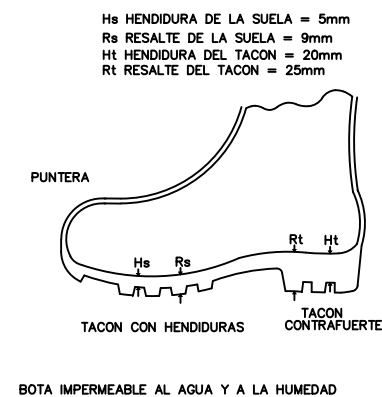 Hs HENDIDURA DE LA SUELA = 5mm
Rs RESALTE DE LA SUELA = 9mm
Ht HENDIDURA DEL TACON = 20mm
Rt RESALTE DEL TACON = 25mm
PUNTERA
Rt Ht
Hs Rs
TACON CON HENDIDURAS
TACON
CONTRAFUERTE
BOTA IMPERMEABLE AL AGUA Y A LA HUMEDAD